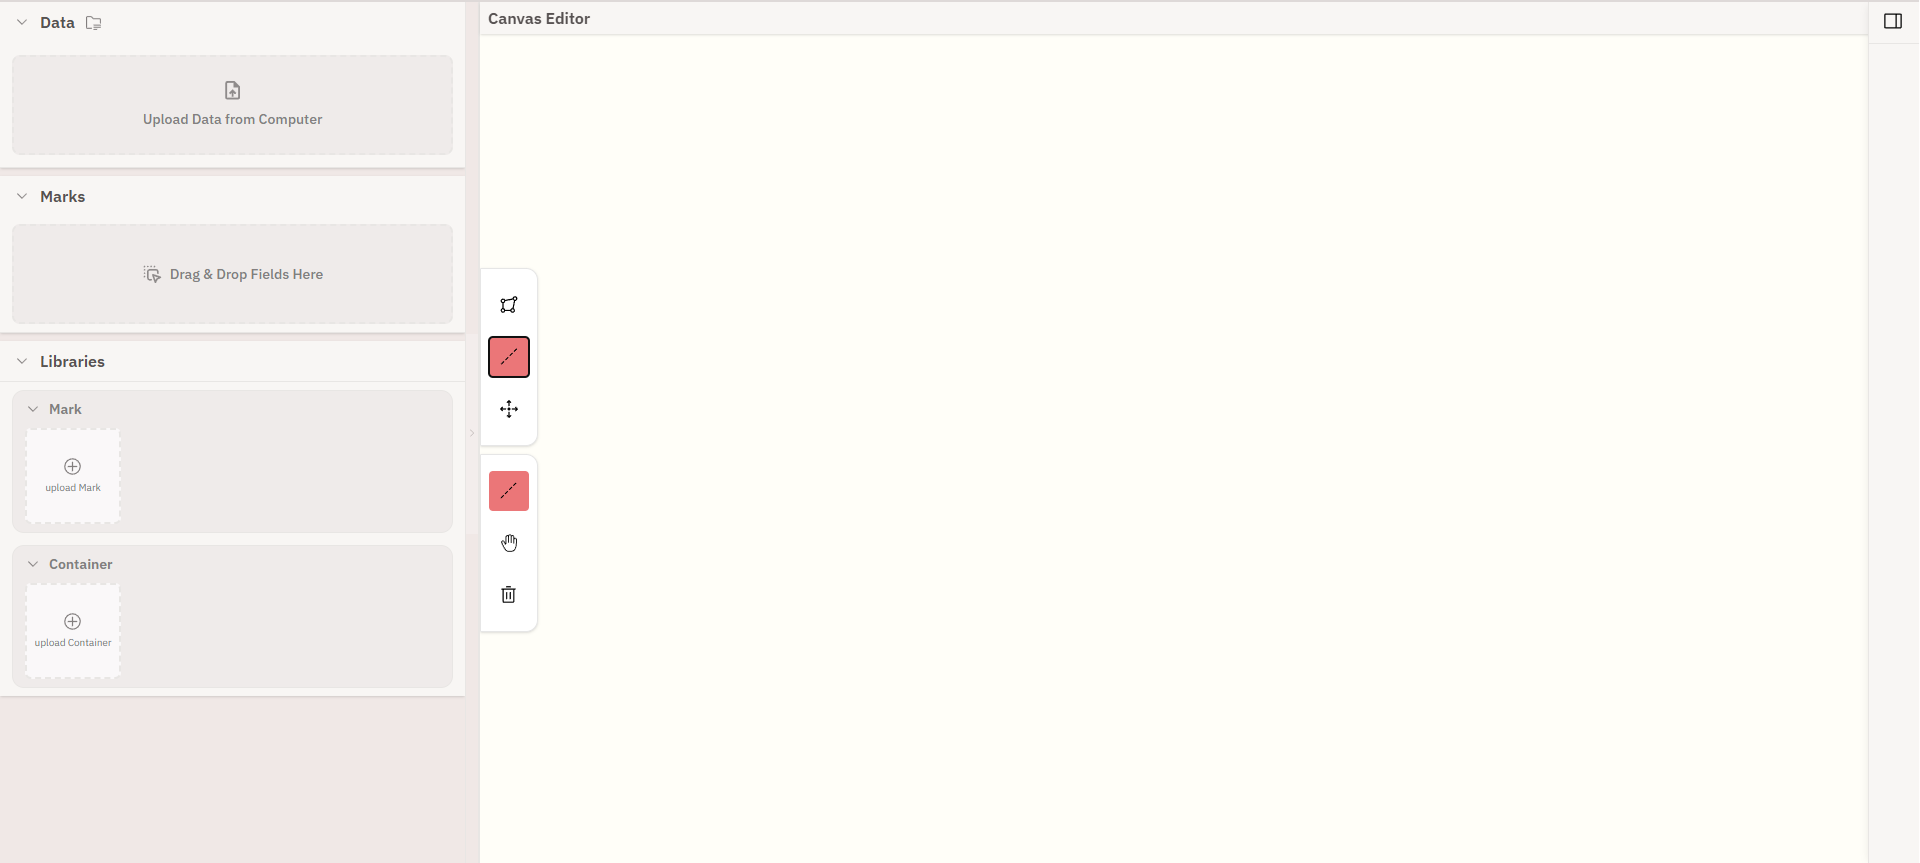 Data
Upload Data from Computer
Marks
Drag & Drop Fields Here
Libraries
Mark
upload Mark
Container
upload Container
Canvas Editor